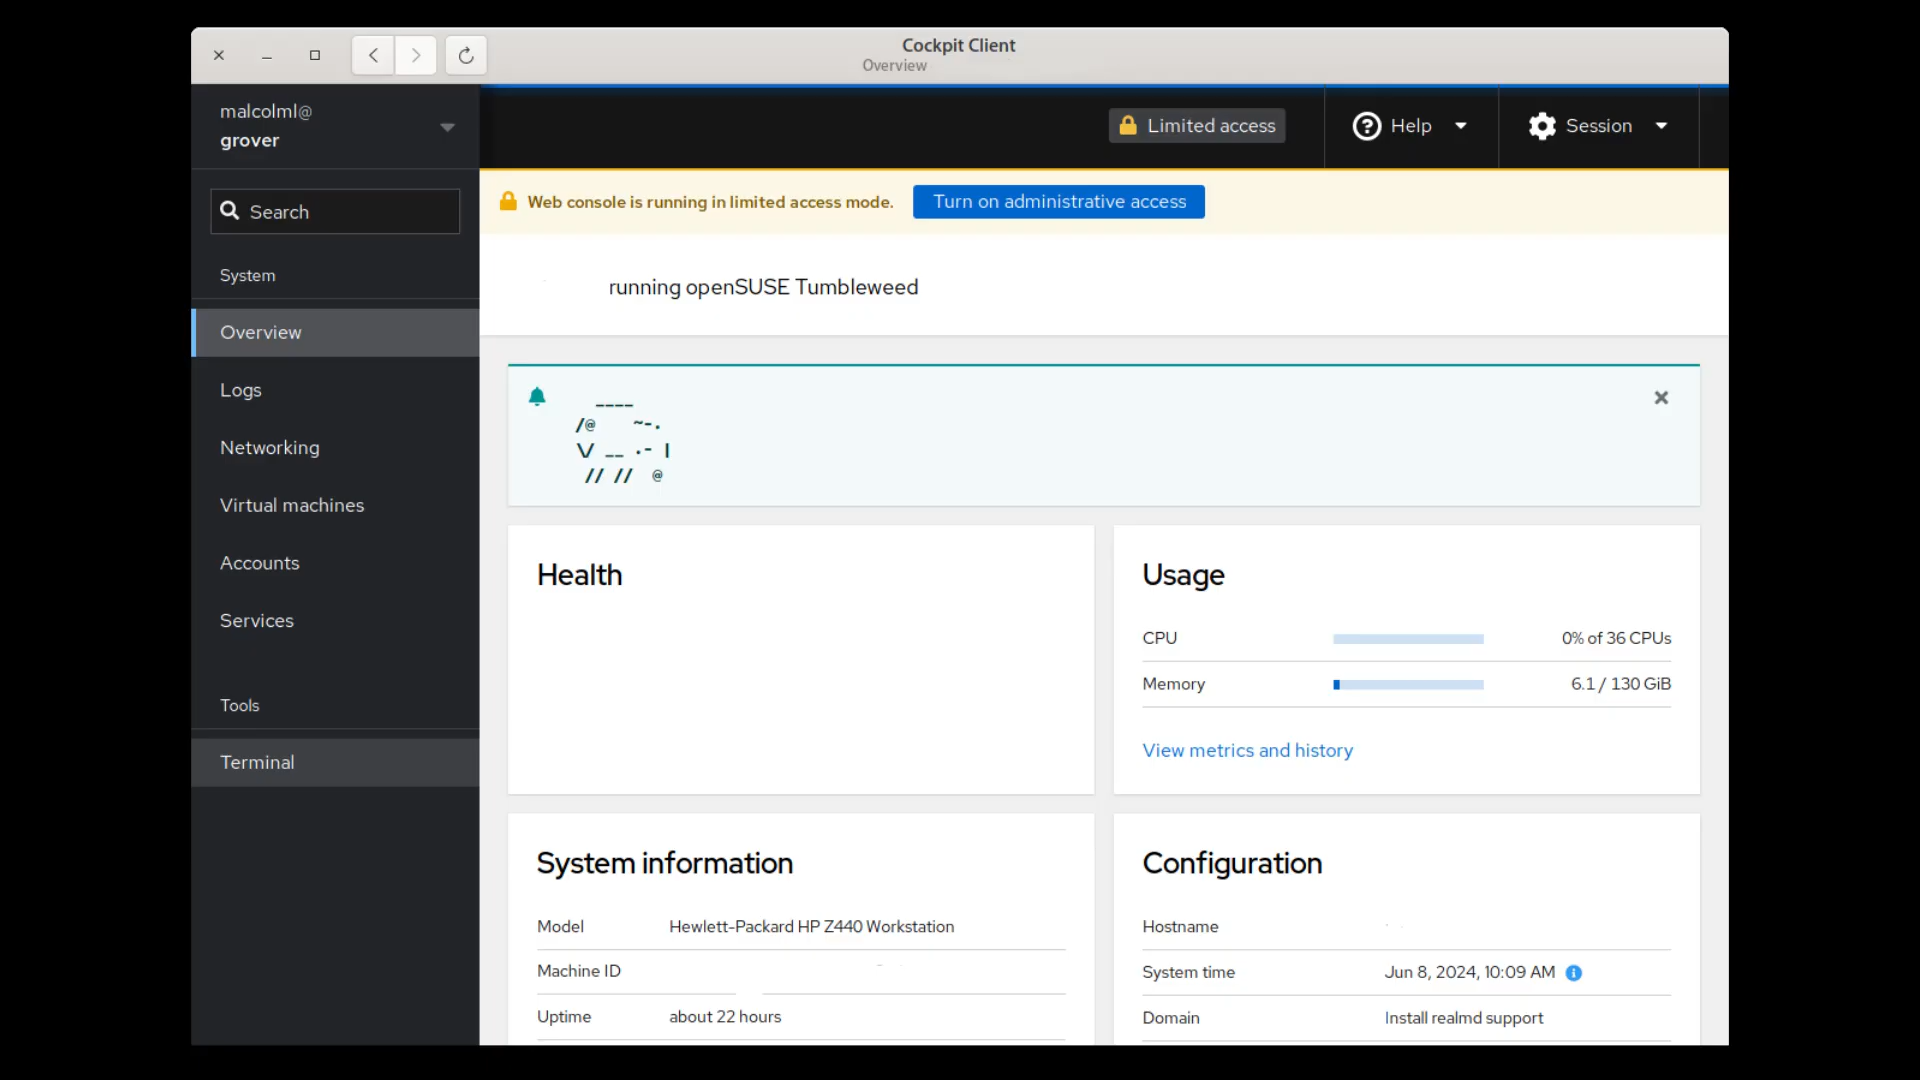 Cockpit Client
Overview
malcolml@
grover
Limited access
Help
Session
Search
Web console is running in limited access mode.
Turn on administrative access
System
running openSUSE Tumbleweed
Overview
Logs
Networking
Virtual machines
Accounts
Services
Tools
Terminal
  ____
/@   ~-.
\/ __ .- |
 // //  @
Health
Usage
CPU 0% of 36 CPUs
Memory 6.1 / 130 GiB
View metrics and history
System information
Model Hewlett-Packard HP Z440 Workstation
Machine ID
Uptime about 22 hours
Configuration
Hostname
System time Jun 8, 2024, 10:09 AM
Domain Install realmd support